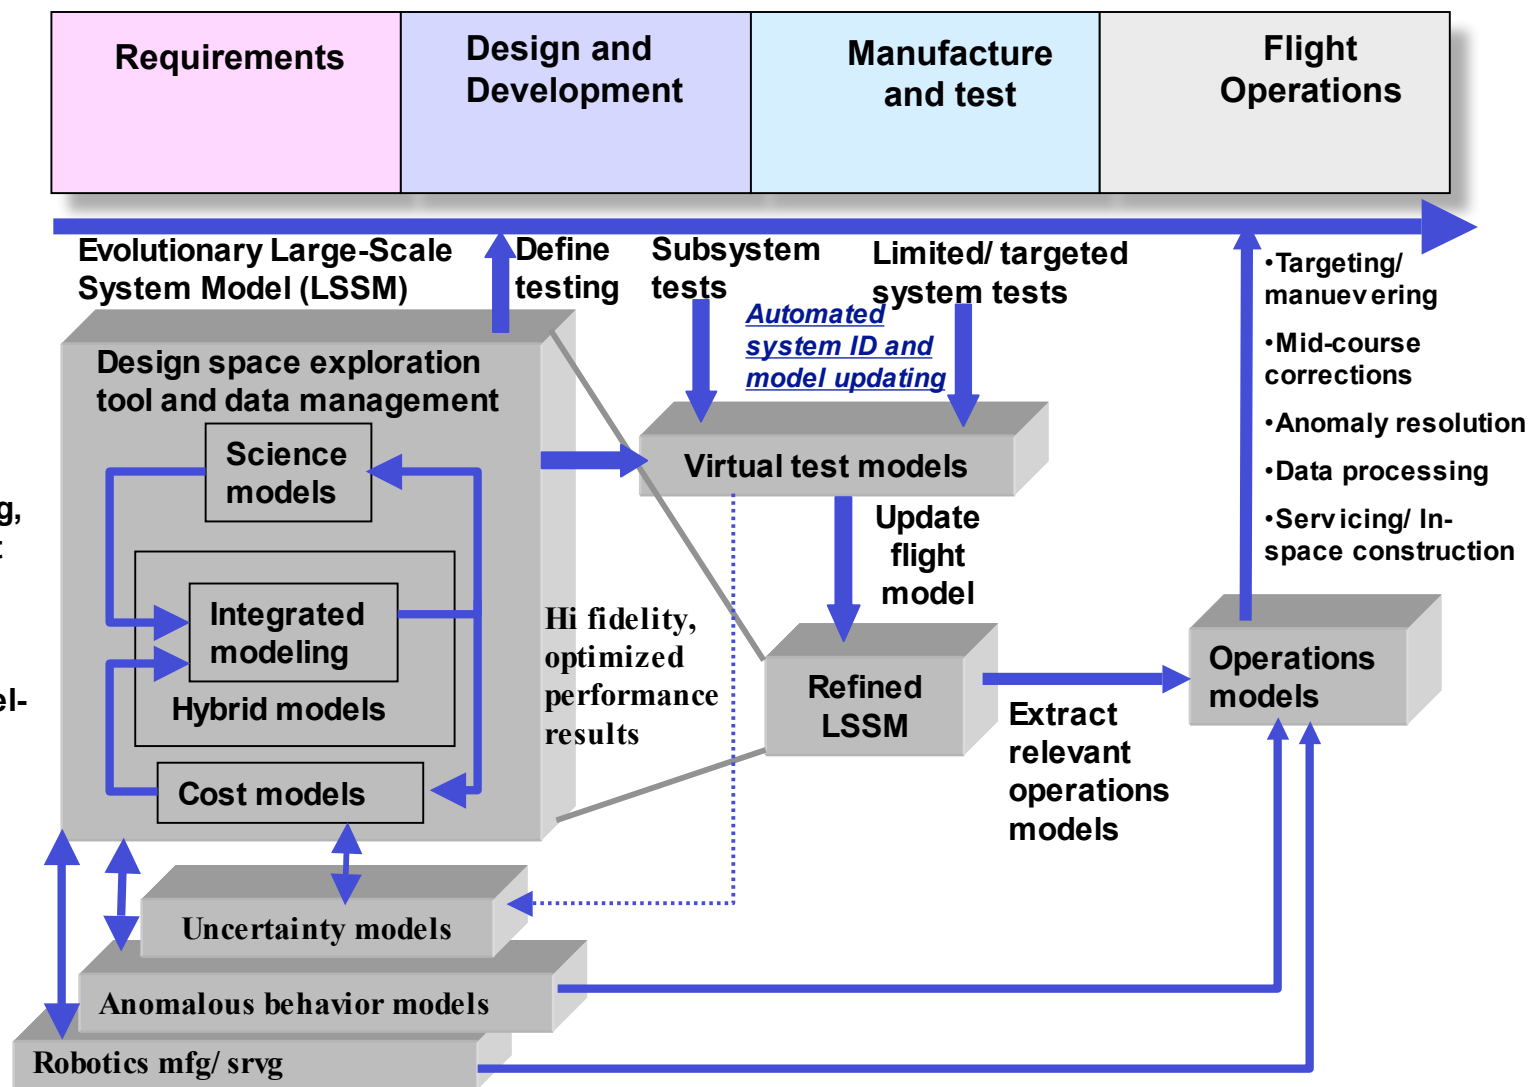 Requirements
Design and
Development
Manufacture
and test
Flight
Operations
Evolutionary Large-Scale
System Model (LSSM)
Define
testing
Subsystem
tests
Limited/ targeted
system tests
Automated
system ID and
model updating
•Targeting/
manuevering
•Mid-course
corrections
•Anomaly resolution
•Data processing
•Servicing/ In-
space construction
Design space exploration
tool and data management
Science
models
Integrated
modeling
Hybrid models
Cost models
Virtual test models
Update
flight
model
Hi fidelity,
optimized
performance
results
Refined
LSSM
Extract
relevant
operations
models
Operations
models
Uncertainty models
Anomalous behavior models
Robotics mfg/ srvg